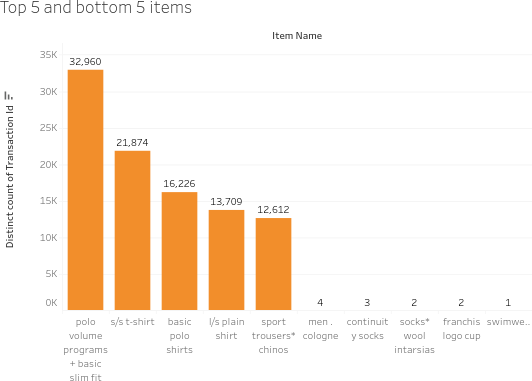 Top 5 and bottom 5 items
Item Name
Distinct count of Transaction Id
35K
30K
25K
20K
15K
10K
5K
0K
32,960
21,874
16,226
13,709
12,612
4
3
2
2
1
polo
volume
programs
+ basic
slim fit
s/s t-shirt
basic
polo
shirts
l/s plain
shirt
sport
trousers*
chinos
men .
cologne
continuit
y socks
socks*
wool
intarsias
franchis
logo cup
swimwe..